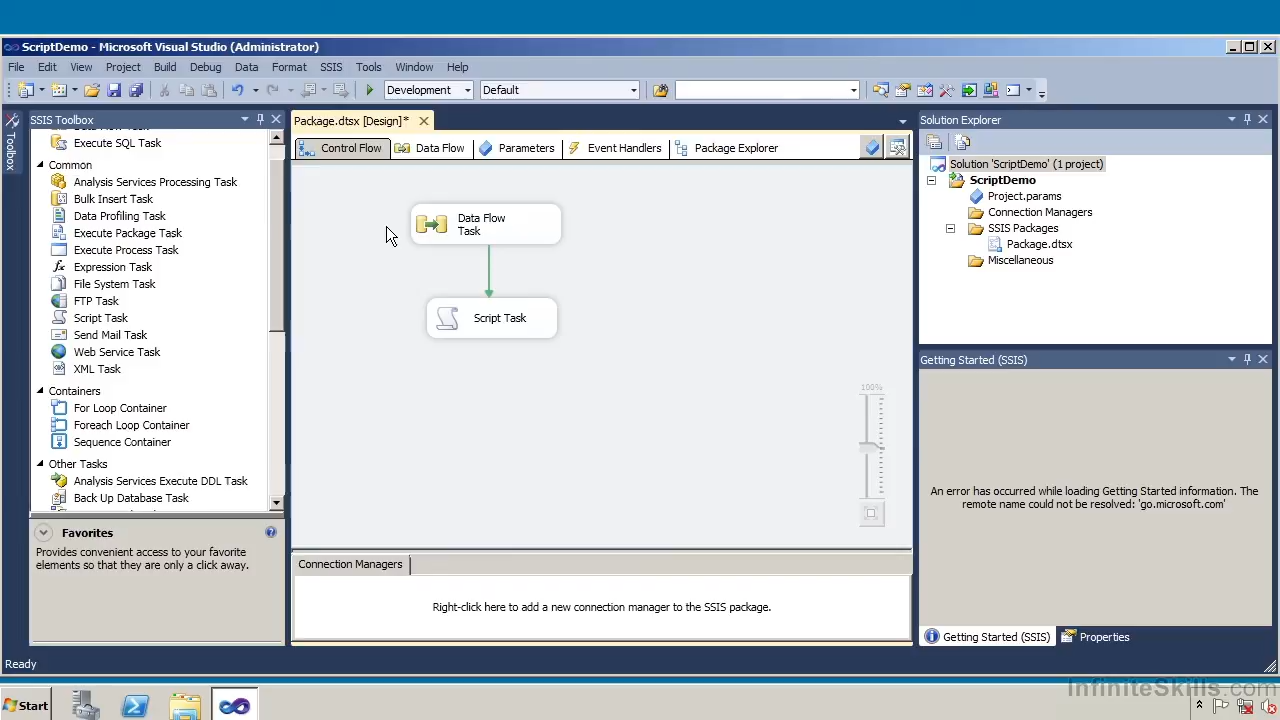 ScriptDemo - Microsoft Visual Studio (Administrator)
File Edit View Project Build Debug Data Format SSIS Tools Window Help
Development Default
Toolbox
SSIS Toolbox
Execute SQL Task
Common
Analysis Services Processing Task
Bulk Insert Task
Data Profiling Task
Execute Package Task
Execute Process Task
Expression Task
File System Task
FTP Task
Script Task
Send Mail Task
Web Service Task
XML Task
Containers
For Loop Container
Foreach Loop Container
Sequence Container
Other Tasks
Analysis Services Execute DDL Task
Back Up Database Task
Favorites
Provides convenient access to your favorite
elements so that they are only a click away.
Package.dtsx [Design]*
Control Flow Data Flow Parameters Event Handlers Package Explorer
Data Flow
Task
Script Task
100%
Connection Managers
Right-click here to add a new connection manager to the SSIS package.
Solution Explorer
Solution 'ScriptDemo' (1 project)
ScriptDemo
Project.params
Connection Managers
SSIS Packages
Package.dtsx
Miscellaneous
Getting Started (SSIS)
An error has occurred while loading Getting Started information. The
remote name could not be resolved: 'go.microsoft.com'
Getting Started (SSIS) Properties
Ready
InfiniteSkills.com
Start